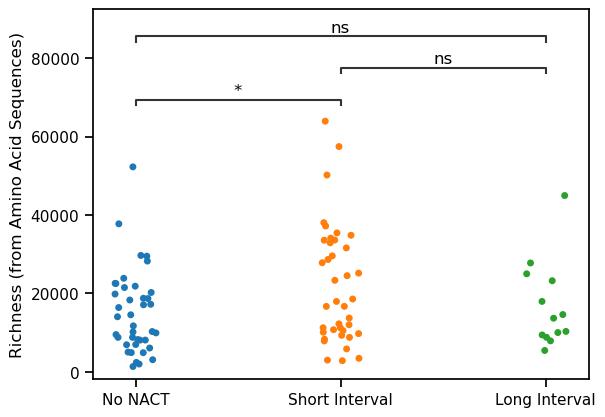 ns
ns
*
Richness (from Amino Acid Sequences)
80000
60000
40000
20000
0
No NACT Short Interval Long Interval